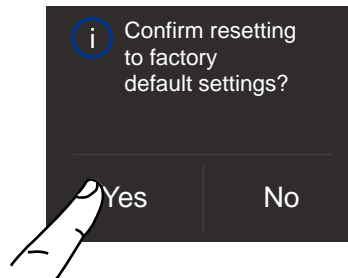 i
Confirm resetting
to factory
default settings?
Yes No